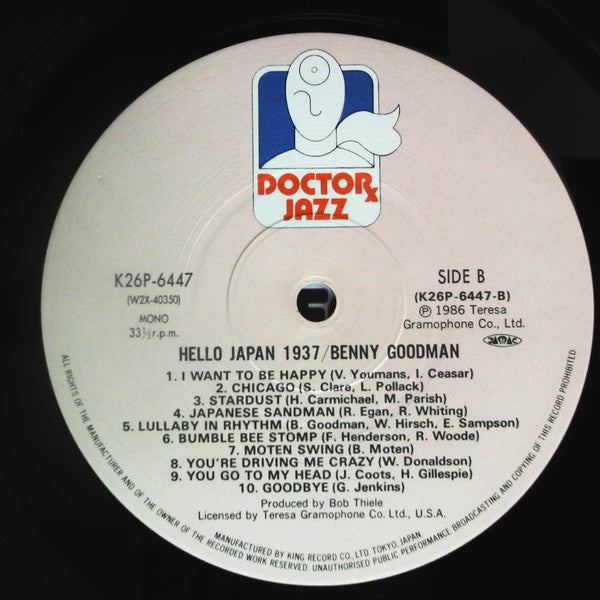 DOCTOR℞
JAZZ
K26P-6447
(W2X-40350)
MONO
33⅓ r.p.m.
SIDE B
(K26P-6447-B)
Ⓟ 1986 Teresa
Gramophone Co., Ltd.
JASRAC
HELLO JAPAN 1937/BENNY GOODMAN
1. I WANT TO BE HAPPY (V. Youmans, I. Ceasar)
2. CHICAGO (S. Clare, L. Pollack)
3. STARDUST (H. Carmichael, M. Parish)
4. JAPANESE SANDMAN (R. Egan, R. Whiting)
5. LULLABY IN RHYTHM (B. Goodman, W. Hirsch, E. Sampson)
6. BUMBLE BEE STOMP (F. Henderson, R. Woode)
7. MOTEN SWING (B. Moten)
8. YOU'RE DRIVING ME CRAZY (W. Donaldson)
9. YOU GO TO MY HEAD (J. Coots, H. Gillespie)
10. GOODBYE (G. Jenkins)
Produced by Bob Thiele
Licensed by Teresa Gramophone Co. Ltd., U.S.A.
MANUFACTURED BY KING RECORD CO., LTD TOKYO, JAPAN
ALL RIGHTS OF THE MANUFACTURER AND OF THE OWNER OF THE RECORDED WORK RESERVED. UNAUTHORISED PUBLIC PERFORMANCE BROADCASTING AND COPYING OF THIS RECORD PROHIBITED.